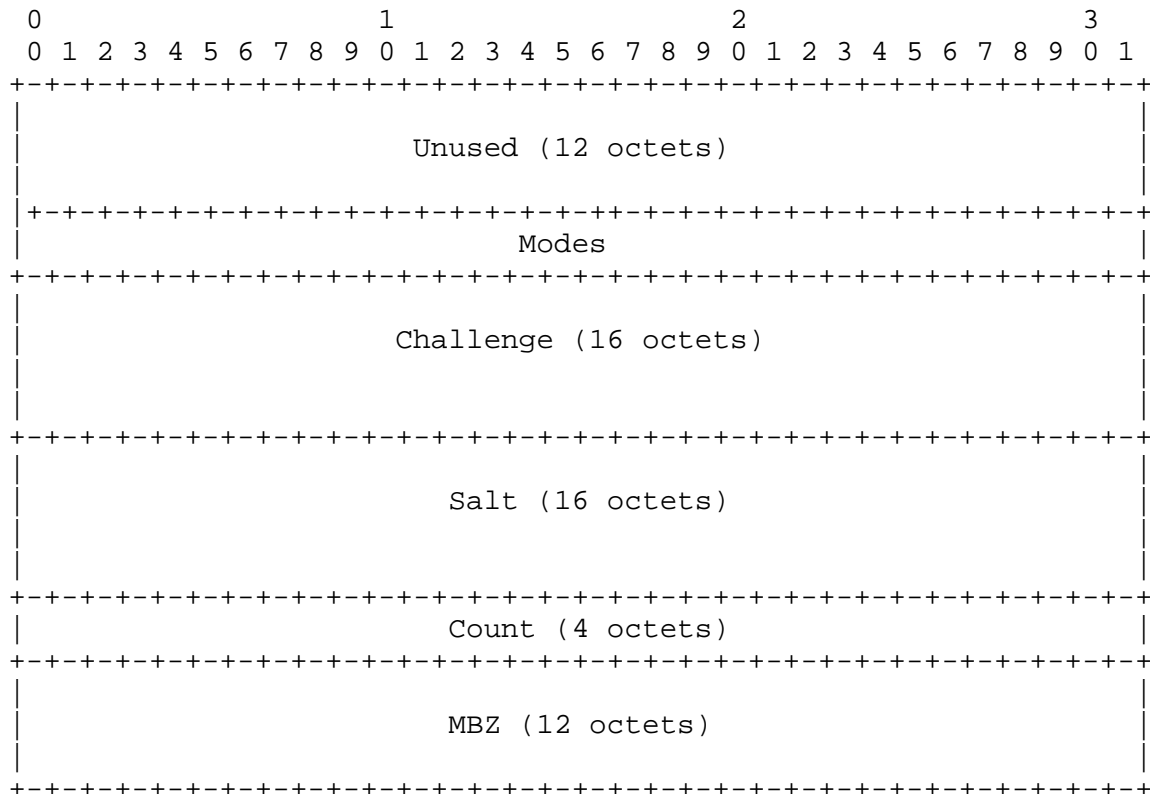 0                   1                   2                   3
0 1 2 3 4 5 6 7 8 9 0 1 2 3 4 5 6 7 8 9 0 1 2 3 4 5 6 7 8 9 0 1
+-+-+-+-+-+-+-+-+-+-+-+-+-+-+-+-+-+-+-+-+-+-+-+-+-+-+-+-+-+-+-+-+
|                                                               |
|                      Unused (12 octets)                       |
|                                                               |
|+-+-+-+-+-+-+-+-+-+-+-+-+-+-+-+-++-+-+-+-+-+-+-+-+-+-+-+-+-+-+-+
|                            Modes                              |
+-+-+-+-+-+-+-+-+-+-+-+-+-+-+-+-+-+-+-+-+-+-+-+-+-+-+-+-+-+-+-+-+
|                                                               |
|                     Challenge (16 octets)                     |
|                                                               |
|                                                               |
+-+-+-+-+-+-+-+-+-+-+-+-+-+-+-+-+-+-+-+-+-+-+-+-+-+-+-+-+-+-+-+-+
|                                                               |
|                        Salt (16 octets)                       |
|                                                               |
|                                                               |
+-+-+-+-+-+-+-+-+-+-+-+-+-+-+-+-+-+-+-+-+-+-+-+-+-+-+-+-+-+-+-+-+
|                        Count (4 octets)                       |
+-+-+-+-+-+-+-+-+-+-+-+-+-+-+-+-+-+-+-+-+-+-+-+-+-+-+-+-+-+-+-+-+
|                                                               |
|                        MBZ (12 octets)                        |
|                                                               |
+-+-+-+-+-+-+-+-+-+-+-+-+-+-+-+-+-+-+-+-+-+-+-+-+-+-+-+-+-+-+-+-+